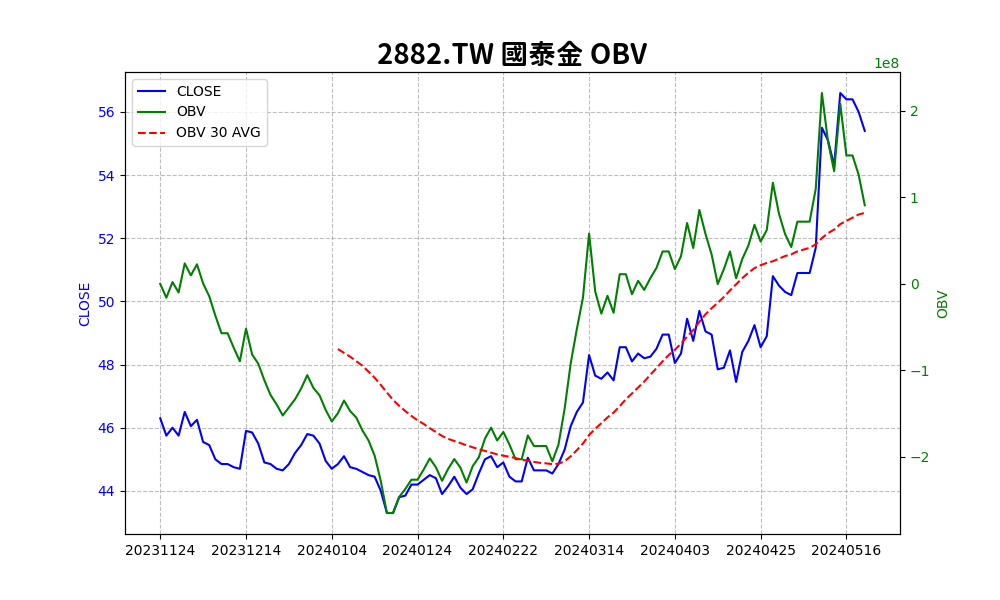 2882.TW 國泰金 OBV
1e8
CLOSE
OBV
OBV 30 AVG
56
54
52
50
48
46
44
CLOSE
2
1
0
−1
−2
OBV
20231124 20231214 20240104 20240124 20240222 20240314 20240403 20240425 20240516